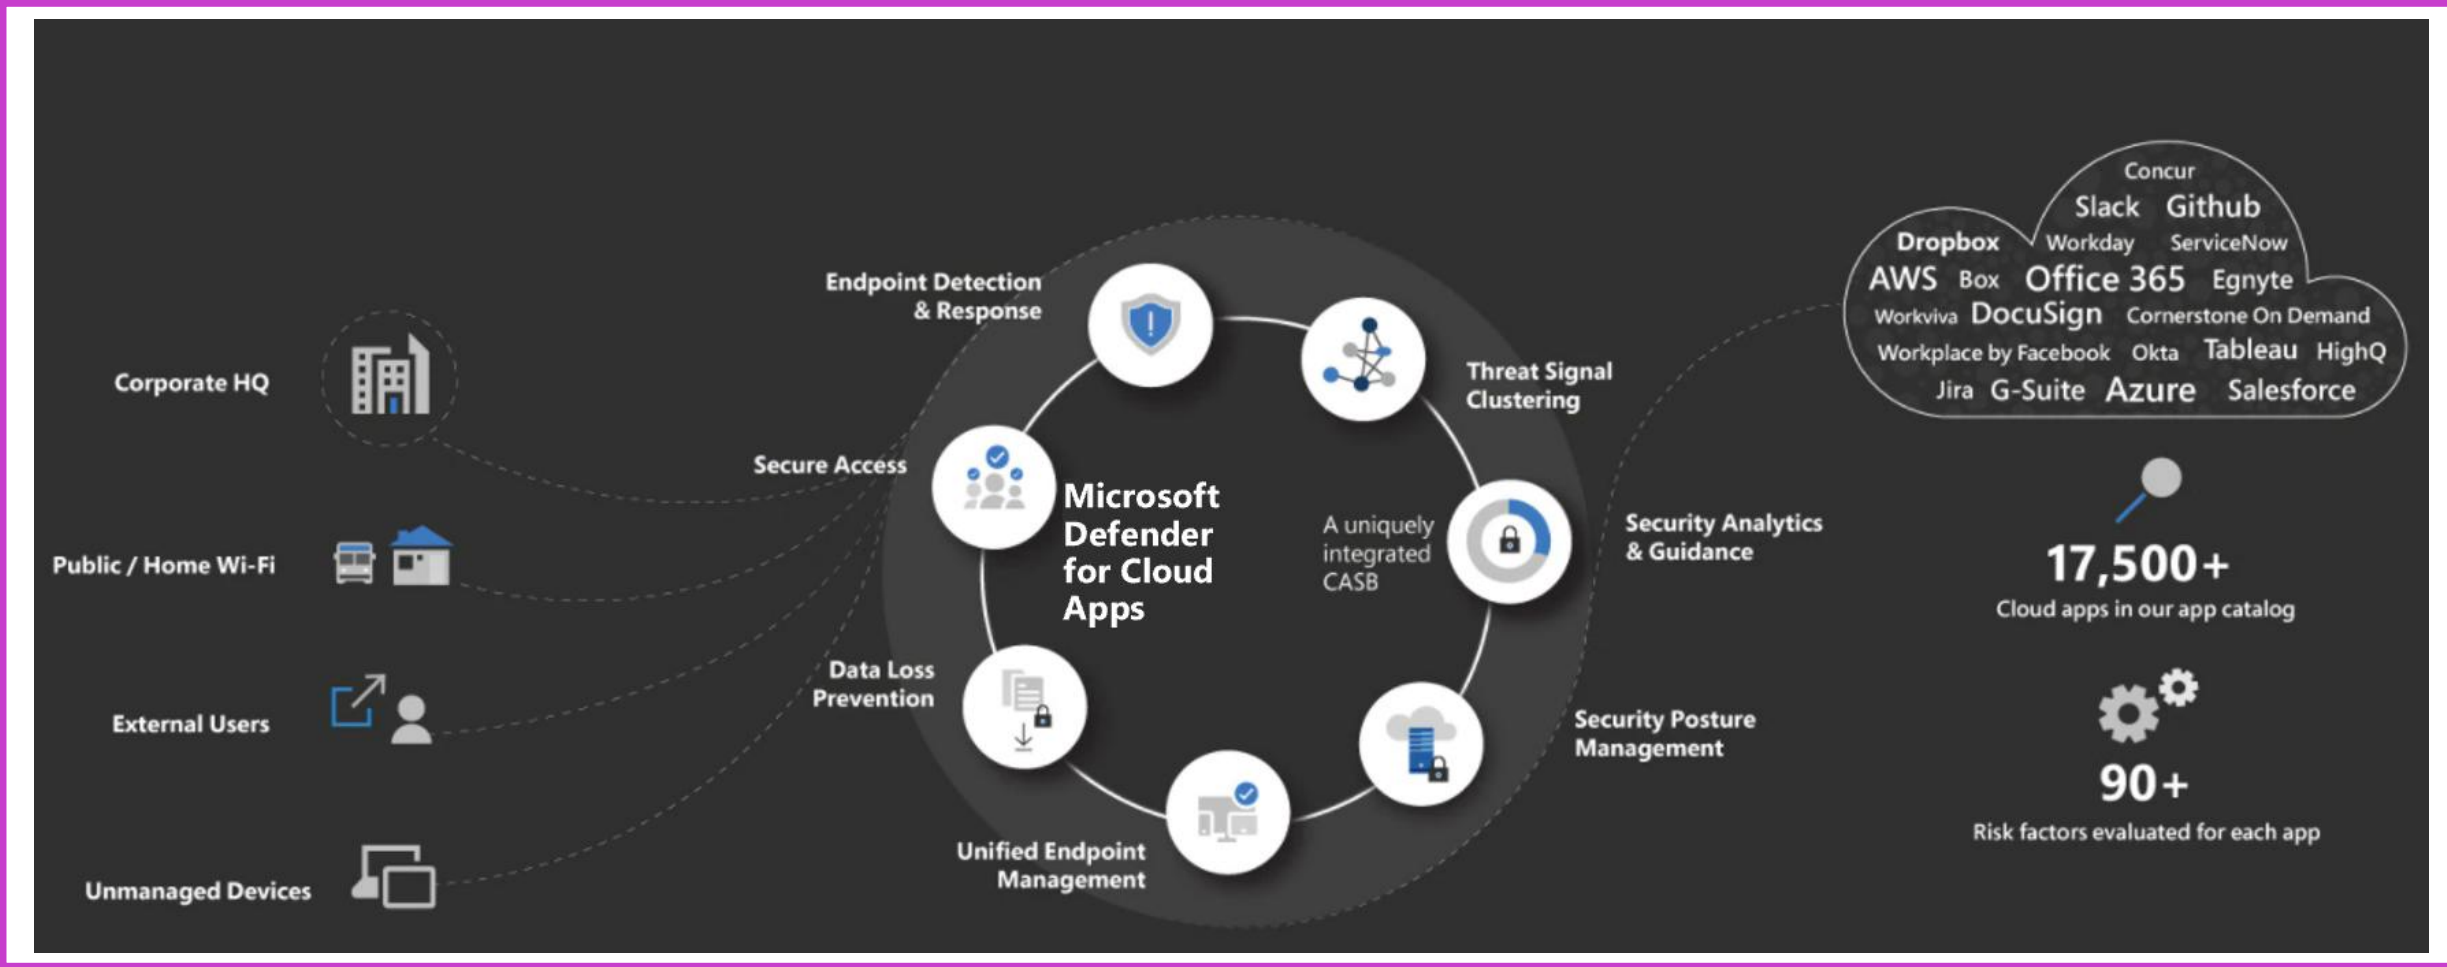 Corporate HQ
Public / Home Wi-Fi
External Users
Unmanaged Devices
Endpoint Detection
& Response
Secure Access
Data Loss
Prevention
Unified Endpoint
Management
Microsoft
Defender
for Cloud
Apps
A uniquely
integrated
CASB
Threat Signal
Clustering
Security Analytics
& Guidance
Security Posture
Management
Concur
Slack Github
Dropbox Workday ServiceNow
AWS Box Office 365 Egnyte
Workviva DocuSign Cornerstone On Demand
Workplace by Facebook Okta Tableau HighQ
Jira G-Suite Azure Salesforce
17,500+
Cloud apps in our app catalog
90+
Risk factors evaluated for each app